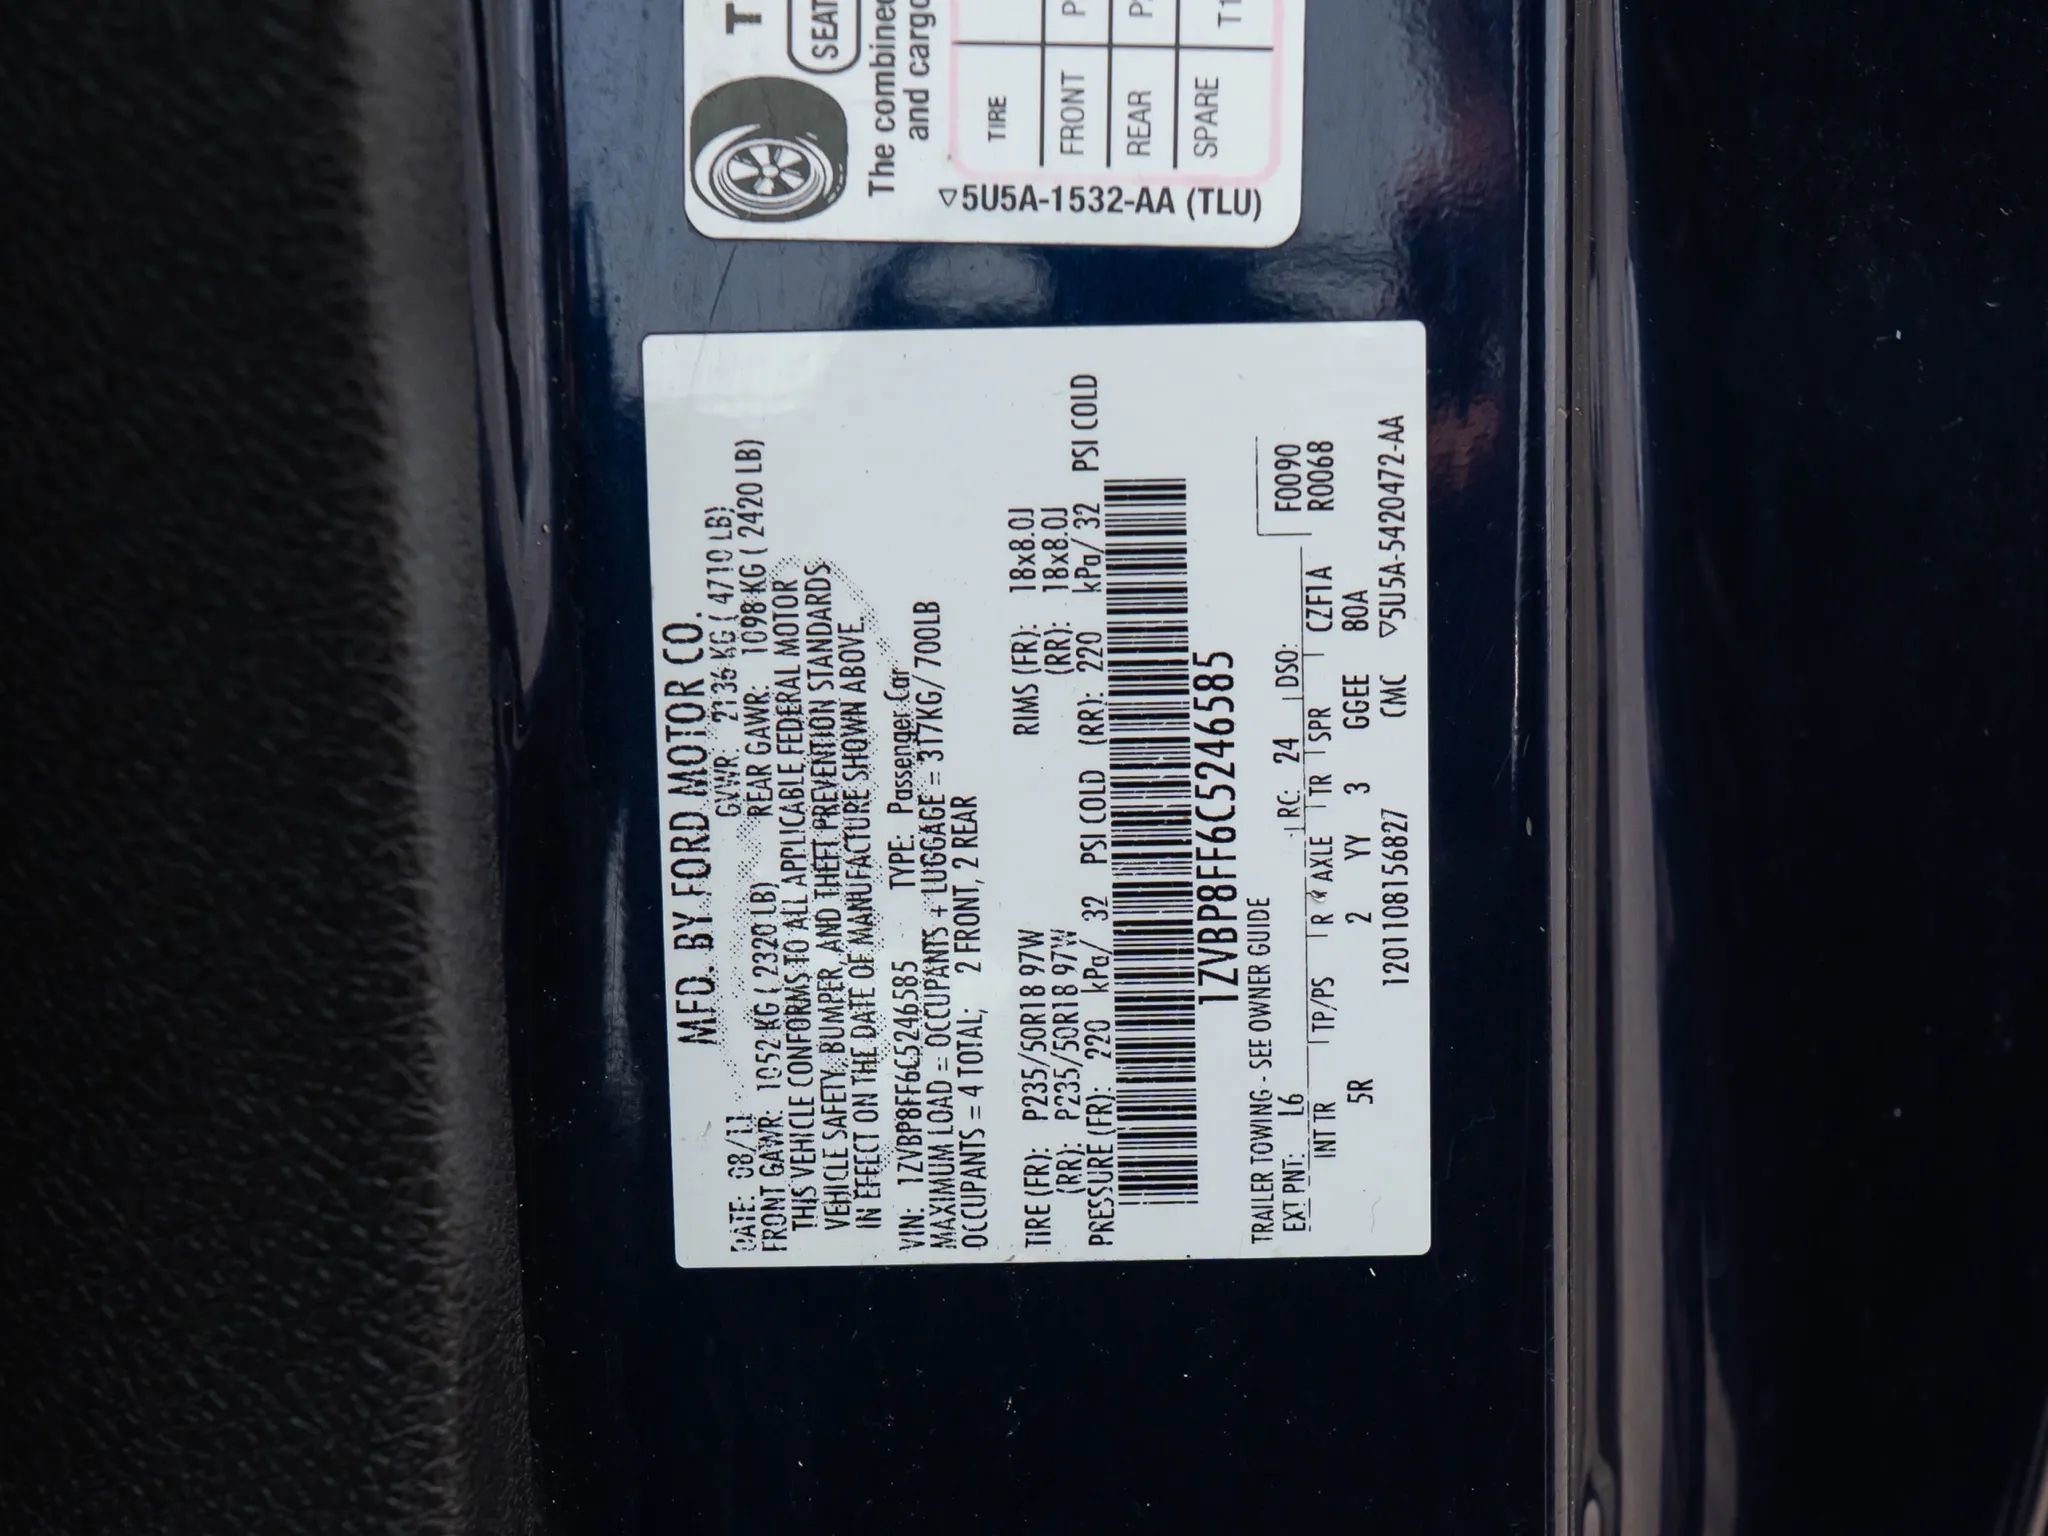 MFD. BY FORD MOTOR CO.
DATE: 08/11 GVWR: 2136 KG ( 4710 LB)
FRONT GAWR: 1052 KG ( 2320 LB) REAR GAWR: 1098 KG ( 2420 LB)
THIS VEHICLE CONFORMS TO ALL APPLICABLE FEDERAL MOTOR
VEHICLE SAFETY, BUMPER, AND THEFT PREVENTION STANDARDS
IN EFFECT ON THE DATE OF MANUFACTURE SHOWN ABOVE.
VIN: 1ZVBP8FF6C5246585 TYPE: Passenger Car
MAXIMUM LOAD = OCCUPANTS + LUGGAGE = 317KG/ 700LB
OCCUPANTS = 4 TOTAL; 2 FRONT, 2 REAR
TIRE (FR): P235/50R18 97W RIMS (FR): 18x8.0J
(RR): P235/50R18 97W (RR): 18x8.0J
PRESSURE (FR): 220 kPa/ 32 PSI COLD (RR): 220 kPa/ 32 PSI COLD
1ZVBP8FF6C5246585
TRAILER TOWING - SEE OWNER GUIDE
EXT PNT: L6 RC: 24 DSO: F0090
INT TR TP/PS R AXLE TR SPR CZF1A R0068
5R 2 YY 3 GGEE 80A
1201108156827 CMC ▽5U5A-5420472-AA
T
SEAT
The combined
and cargo
TIRE
FRONT P
REAR P
SPARE T1
▽5U5A-1532-AA (TLU)